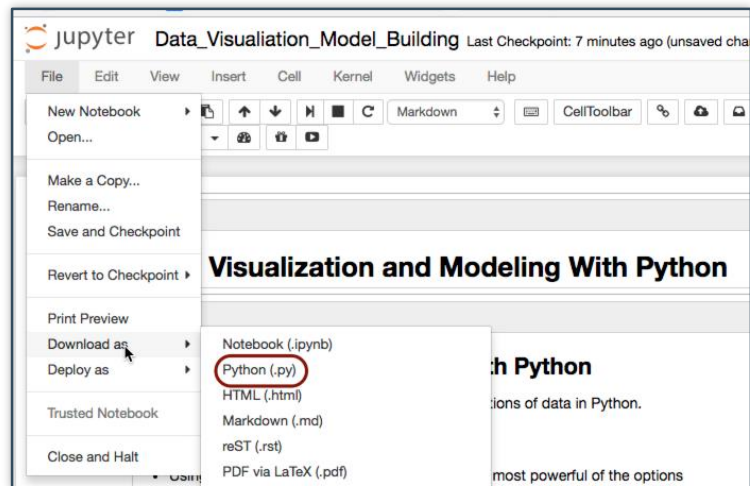 jupyter Data_Visualiation_Model_Building Last Checkpoint: 7 minutes ago (unsaved cha
File Edit View Insert Cell Kernel Widgets Help
New Notebook
Markdown CellToolbar
Open...
Make a Copy...
Rename...
Save and Checkpoint
Revert to Checkpoint
Visualization and Modeling With Python
Print Preview
Download as
Notebook (.ipynb)
Deploy as
Python (.py)
h Python
HTML (.html)
ions of data in Python.
Trusted Notebook
Markdown (.md)
reST (.rst)
Close and Halt
PDF via LaTeX (.pdf)
most powerful of the options